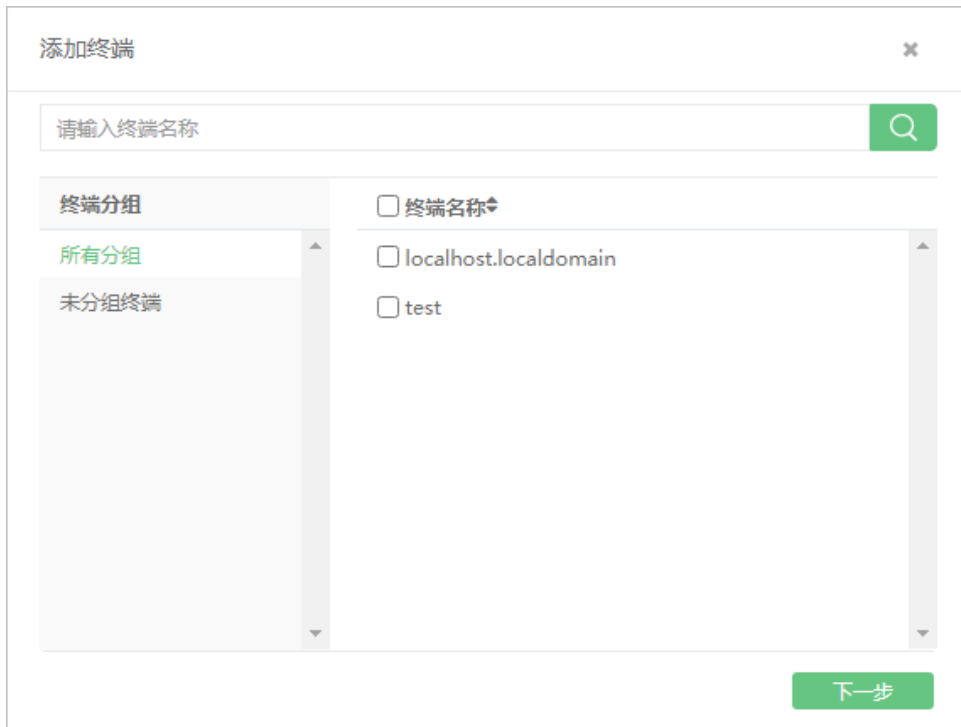 添加终端
请输入终端名称
终端分组
终端名称
所有分组
localhost.localdomain
未分组终端
test
下一步